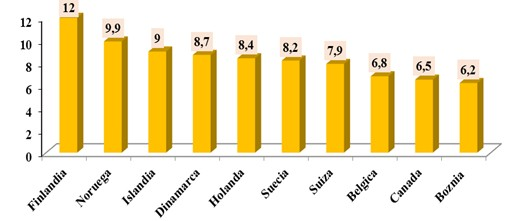 12
9,9
9
8,7
8,4
8,2
7,9
6,8
6,5
6,2
12
10
8
6
4
2
0
Finlandia
Noruega
Islandia
Dinamarca
Holanda
Suecia
Suiza
Belgica
Canada
Boznia